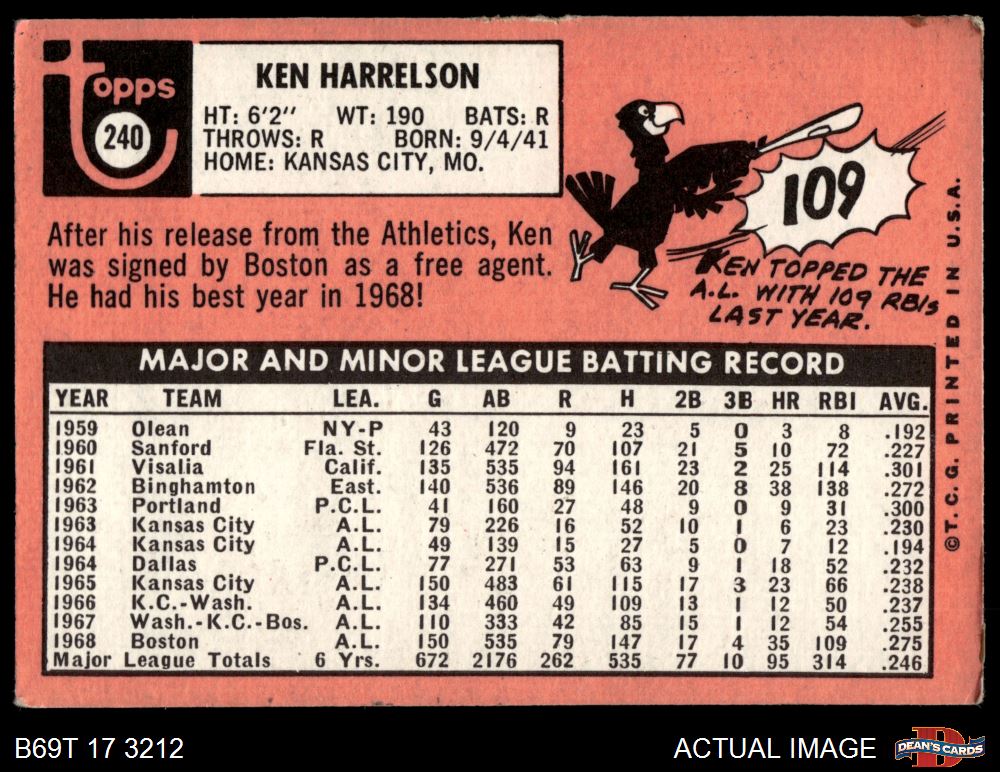 topps
240
KEN HARRELSON
HT: 6'2" WT: 190 BATS: R
THROWS: R BORN: 9/4/41
HOME: KANSAS CITY, MO.
After his release from the Athletics, Ken
was signed by Boston as a free agent.
He had his best year in 1968!
109
KEN TOPPED THE
A.L. WITH 109 RBIs
LAST YEAR.
MAJOR AND MINOR LEAGUE BATTING RECORD
YEAR TEAM LEA. G AB R H 2B 3B HR RBI AVG.
1959 Olean NY-P 43 120 9 23 5 0 3 8 .192
1960 Sanford Fla. St. 126 472 70 107 21 5 10 72 .227
1961 Visalia Calif. 135 535 94 161 23 2 25 114 .301
1962 Binghamton East. 140 536 89 146 20 8 38 138 .272
1963 Portland P.C.L. 41 160 27 48 9 0 9 31 .300
1963 Kansas City A.L. 79 226 16 52 10 1 6 23 .230
1964 Kansas City A.L. 49 139 15 27 5 0 7 12 .194
1964 Dallas P.C.L. 77 271 53 63 9 1 18 52 .232
1965 Kansas City A.L. 150 483 61 115 17 3 23 66 .238
1966 K.C.-Wash. A.L. 134 460 49 109 13 1 12 50 .237
1967 Wash.-K.C.-Bos. A.L. 110 333 42 85 15 1 12 54 .255
1968 Boston A.L. 150 535 79 147 17 4 35 109 .275
Major League Totals 6 Yrs. 672 2176 262 535 77 10 95 314 .246
©T.C.G. PRINTED IN U.S.A.
B69T 17 3212
ACTUAL IMAGE
D
DEAN'S CARDS